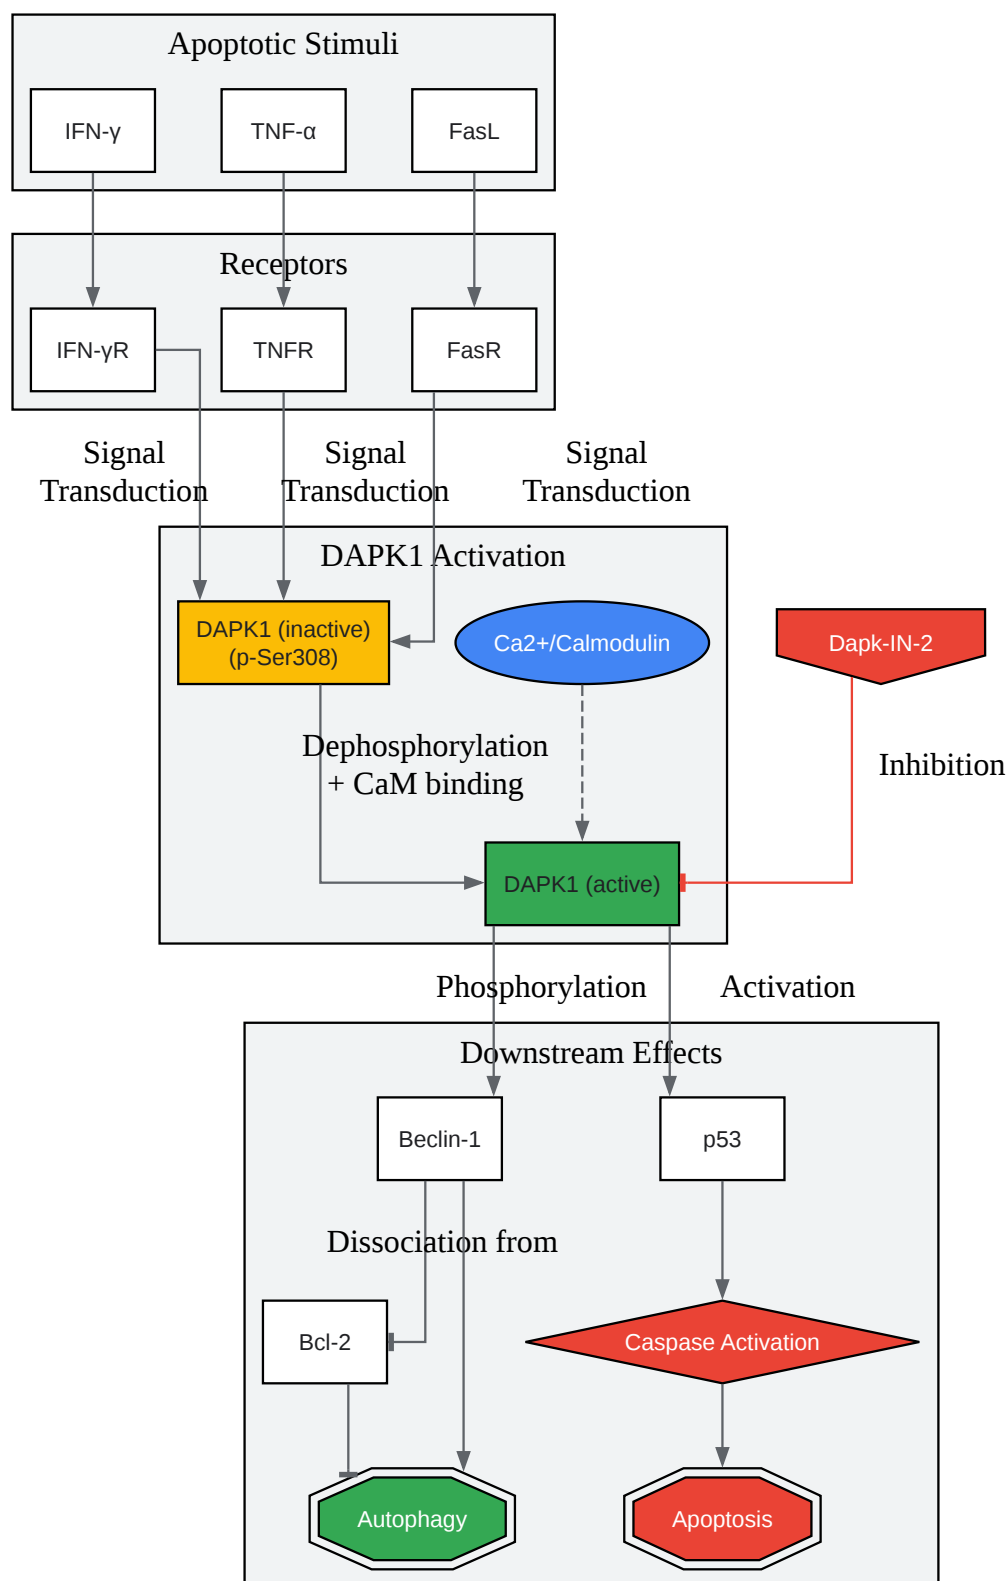 Apoptotic Stimuli
IFN-γ
TNF-α
FasL
Receptors
IFN-γR
TNFR
FasR
Signal
Transduction
Signal
Transduction
Signal
Transduction
DAPK1 Activation
DAPK1 (inactive)
(p-Ser308)
Ca2+/Calmodulin
Dapk-IN-2
Dephosphorylation
+ CaM binding
Inhibition
DAPK1 (active)
Phosphorylation
Activation
Downstream Effects
Beclin-1
p53
Dissociation from
Bcl-2
Caspase Activation
Autophagy
Apoptosis